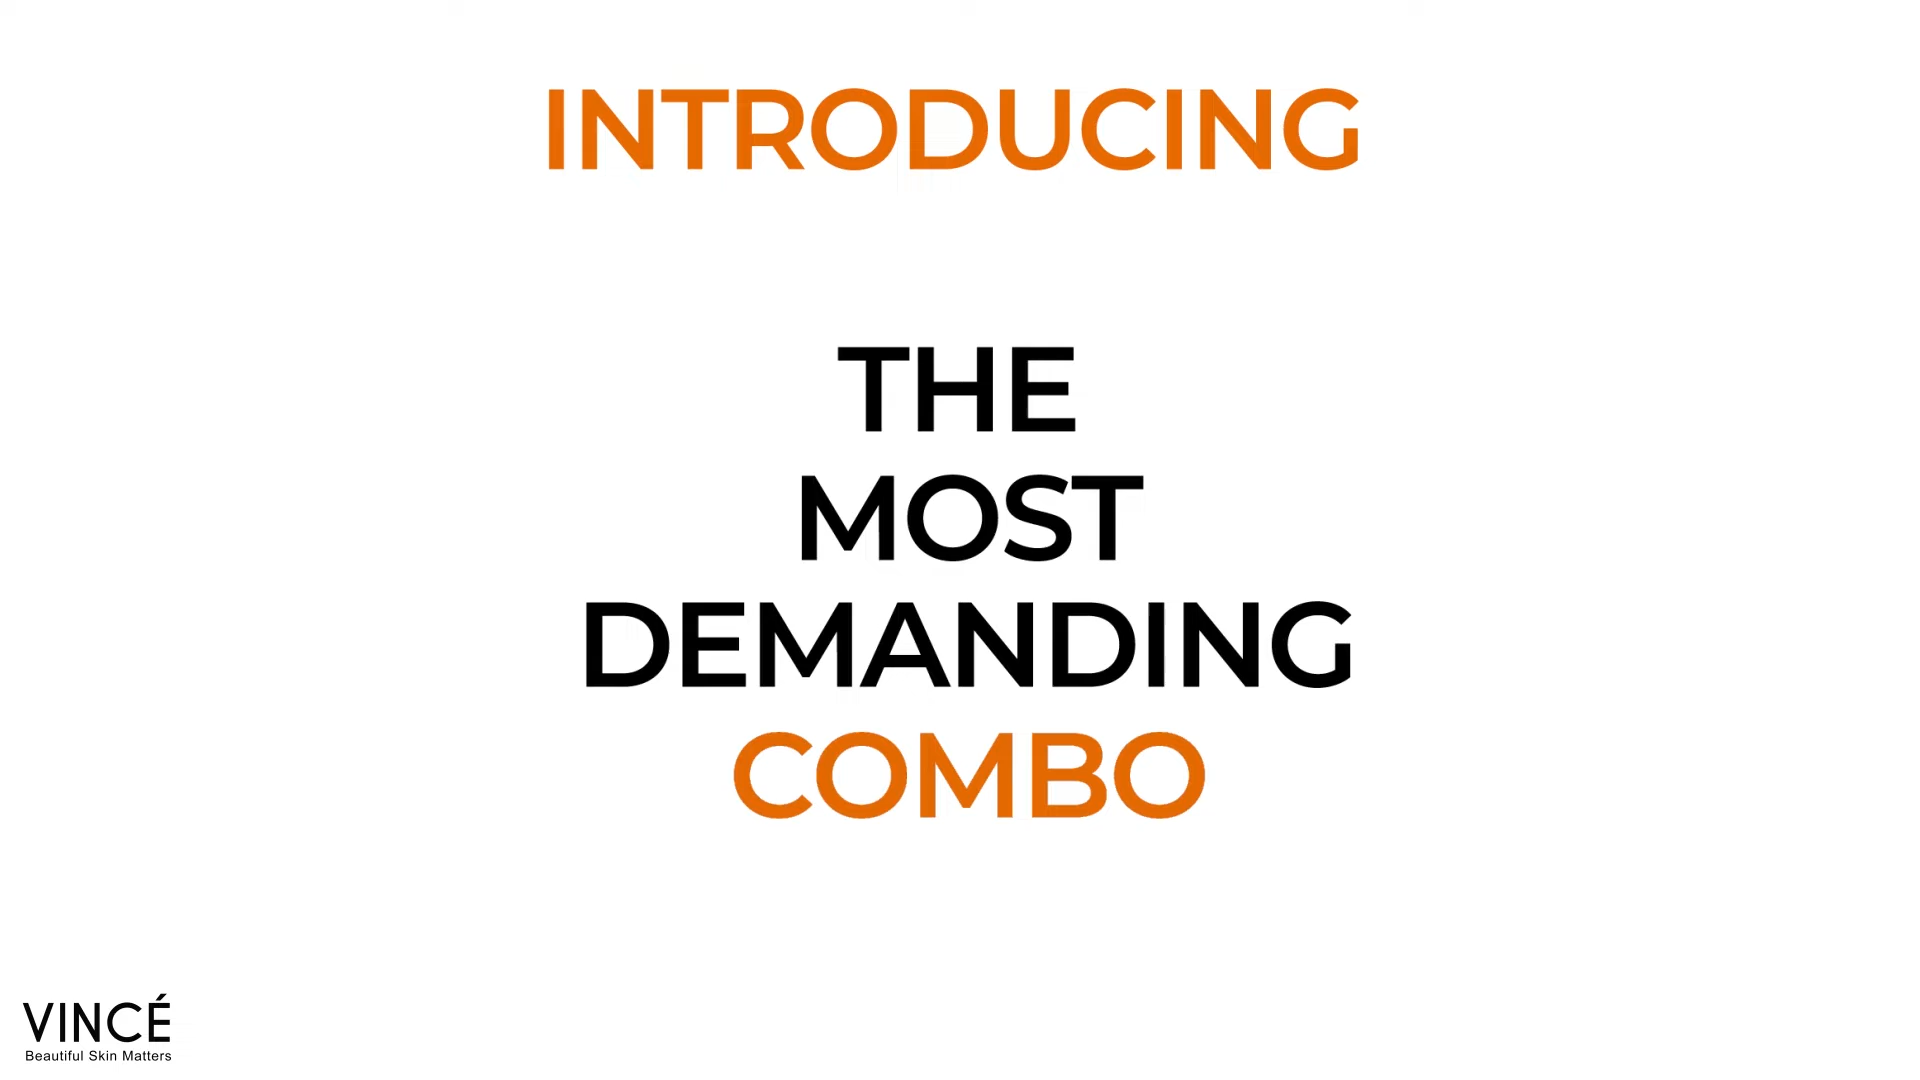 INTRODUCING
THE
MOST
DEMANDING
COMBO
VINCÉ
Beautiful Skin Matters